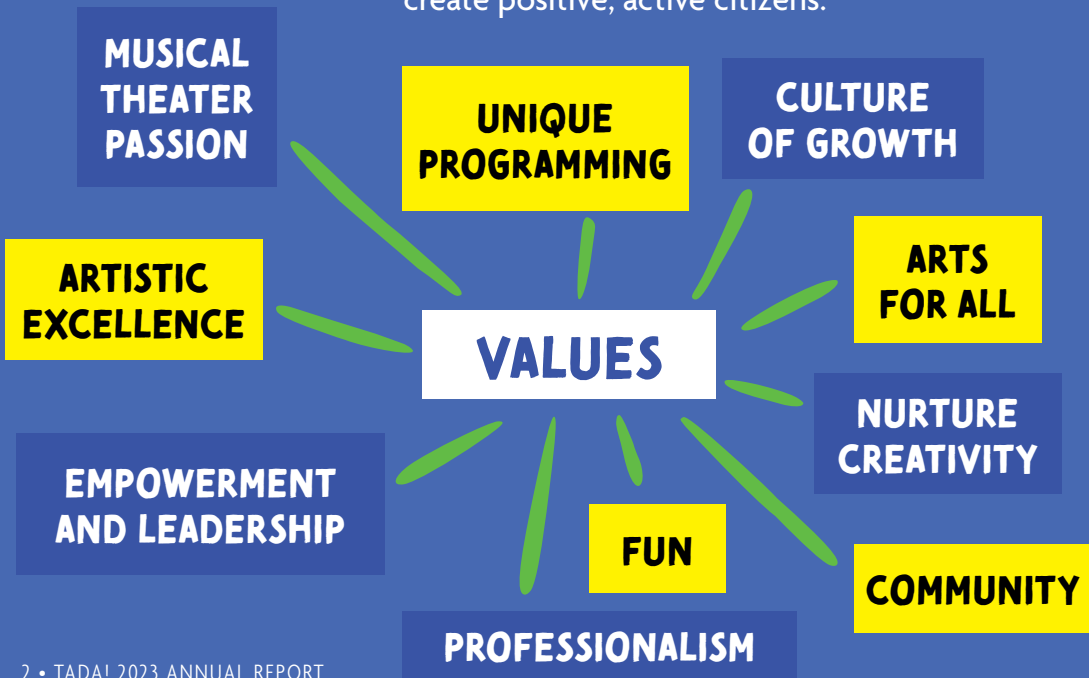 create positive, active citizens.
MUSICAL
THEATER
PASSION
UNIQUE
PROGRAMMING
CULTURE
OF GROWTH
ARTISTIC
EXCELLENCE
ARTS
FOR ALL
VALUES
NURTURE
CREATIVITY
EMPOWERMENT
AND LEADERSHIP
FUN
COMMUNITY
PROFESSIONALISM
2 • TADA! 2023 ANNUAL REPORT